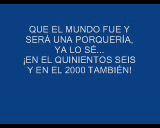 QUE EL MUNDO FUE Y
SERÁ UNA PORQUERÍA,
YA LO SÉ...
¡EN EL QUINIENTOS SEIS
Y EN EL 2000 TAMBIÉN!